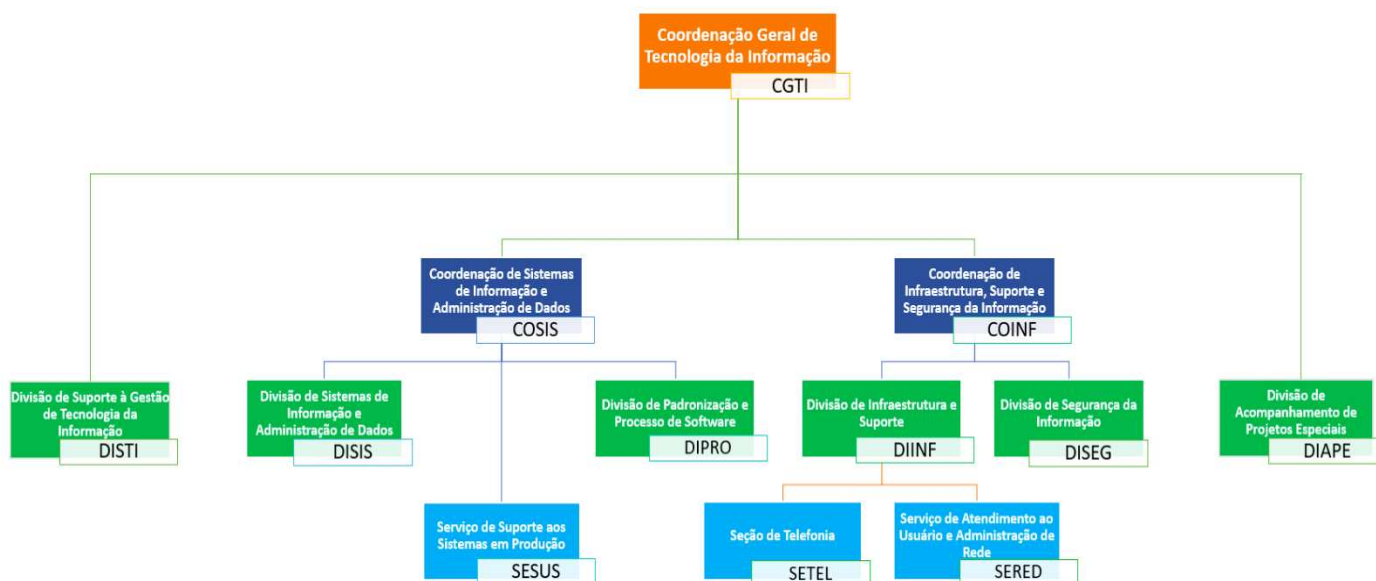 Coordenação Geral de
Tecnologia da Informação
CGTI
Coordenação de Sistemas
de Informação e
Administração de Dados
COSIS
Coordenação de
Infraestrutura, Suporte e
Segurança da Informação
COINF
Divisão de Suporte à Gestão
de Tecnologia da
Informação
DISTI
Divisão de Sistemas de
Informação e
Administração de Dados
DISIS
Divisão de Padronização e
Processo de Software
DIPRO
Divisão de Infraestrutura e
Suporte
DIINF
Divisão de Segurança da
Informação
DISEG
Divisão de
Acompanhamento de
Projetos Especiais
DIAPE
Serviço de Suporte aos
Sistemas em Produção
SESUS
Seção de Telefonia
SETEL
Serviço de Atendimento ao
Usuário e Administração de
Rede
SERED